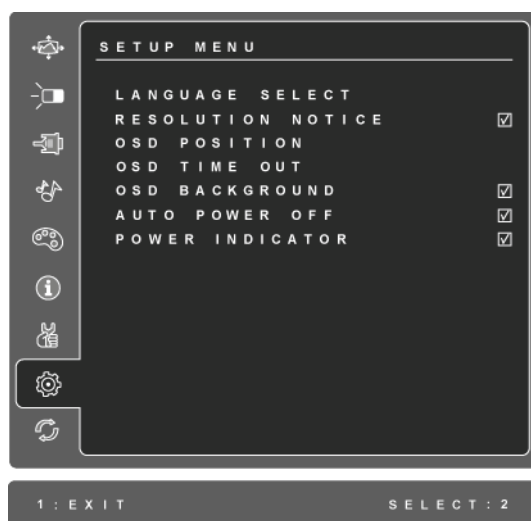 SETUP MENU
LANGUAGE SELECT
RESOLUTION NOTICE
OSD POSITION
OSD TIME OUT
OSD BACKGROUND
AUTO POWER OFF
POWER INDICATOR
1:EXIT SELECT:2